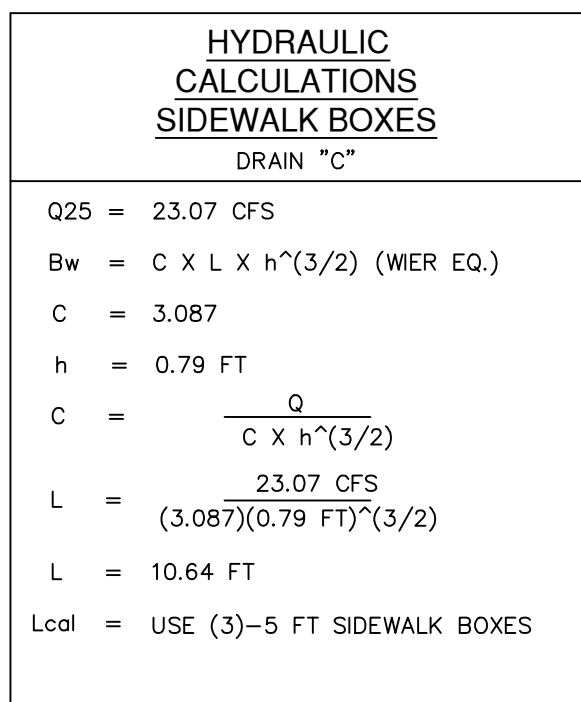 HYDRAULIC
CALCULATIONS
SIDEWALK BOXES
DRAIN "C"
Q25 = 23.07 CFS
Bw = C X L X h^(3/2) (WIER EQ.)
C = 3.087
h = 0.79 FT
C = Q
C X h^(3/2)
L = 23.07 CFS
(3.087)(0.79 FT)^(3/2)
L = 10.64 FT
Lcal = USE (3)-5 FT SIDEWALK BOXES